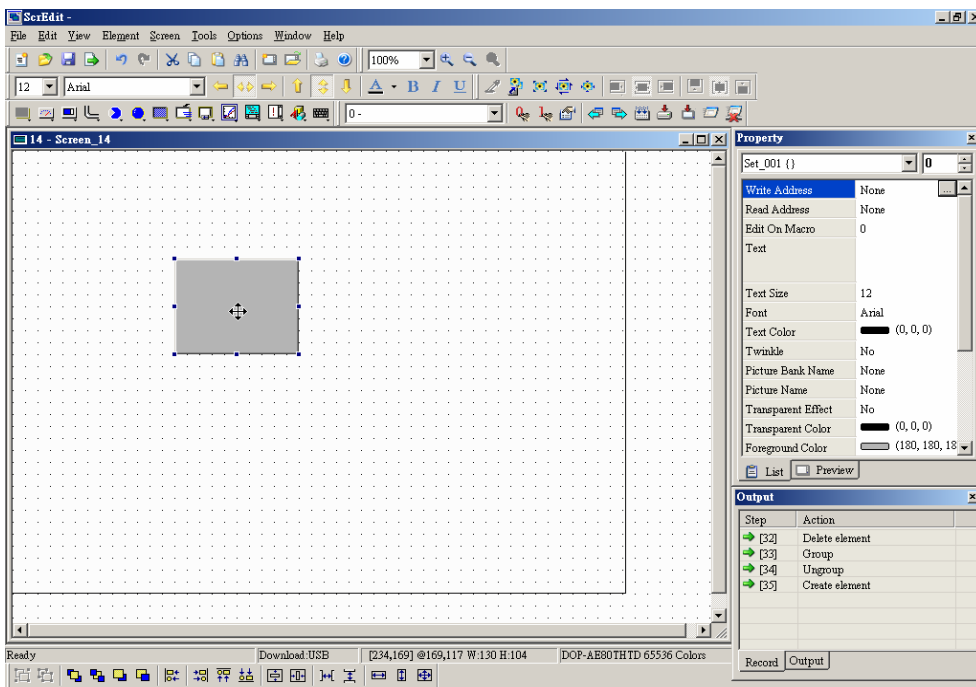 ScrEdit -
File Edit View Element Screen Tools Options Window Help
100%
12 Arial A B I U
0 -
14 - Screen_14
Property
Set_001 {} 0
Write Address None ...
Read Address None
Edit On Macro 0
Text
Text Size 12
Font Arial
Text Color (0, 0, 0)
Twinkle No
Picture Bank Name None
Picture Name None
Transparent Effect No
Transparent Color (0, 0, 0)
Foreground Color (180, 180, 18
List Preview
Output
Step Action
[32] Delete element
[33] Group
[34] Ungroup
[35] Create element
Record Output
Ready Download:USB [234,169] @169,117 W:130 H:104 DOP-AE80THTD 65536 Colors